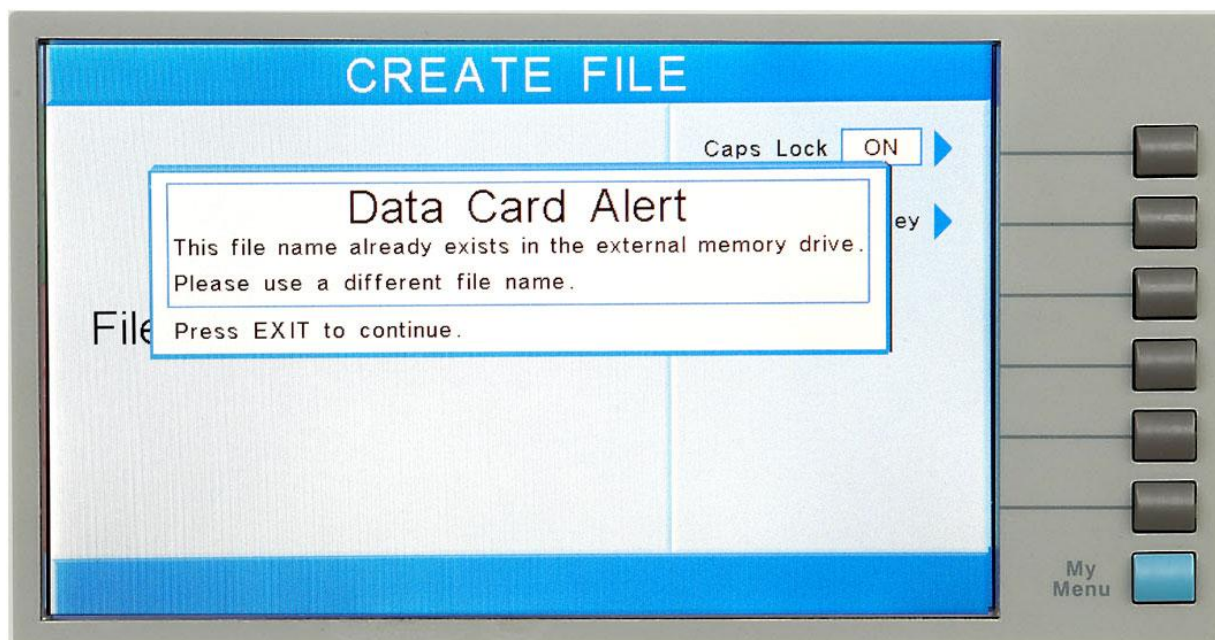 CREATE FILE
Caps Lock ON
Data Card Alert
ey
This file name already exists in the external memory drive.
Please use a different file name.
File
Press EXIT to continue.
My
Menu